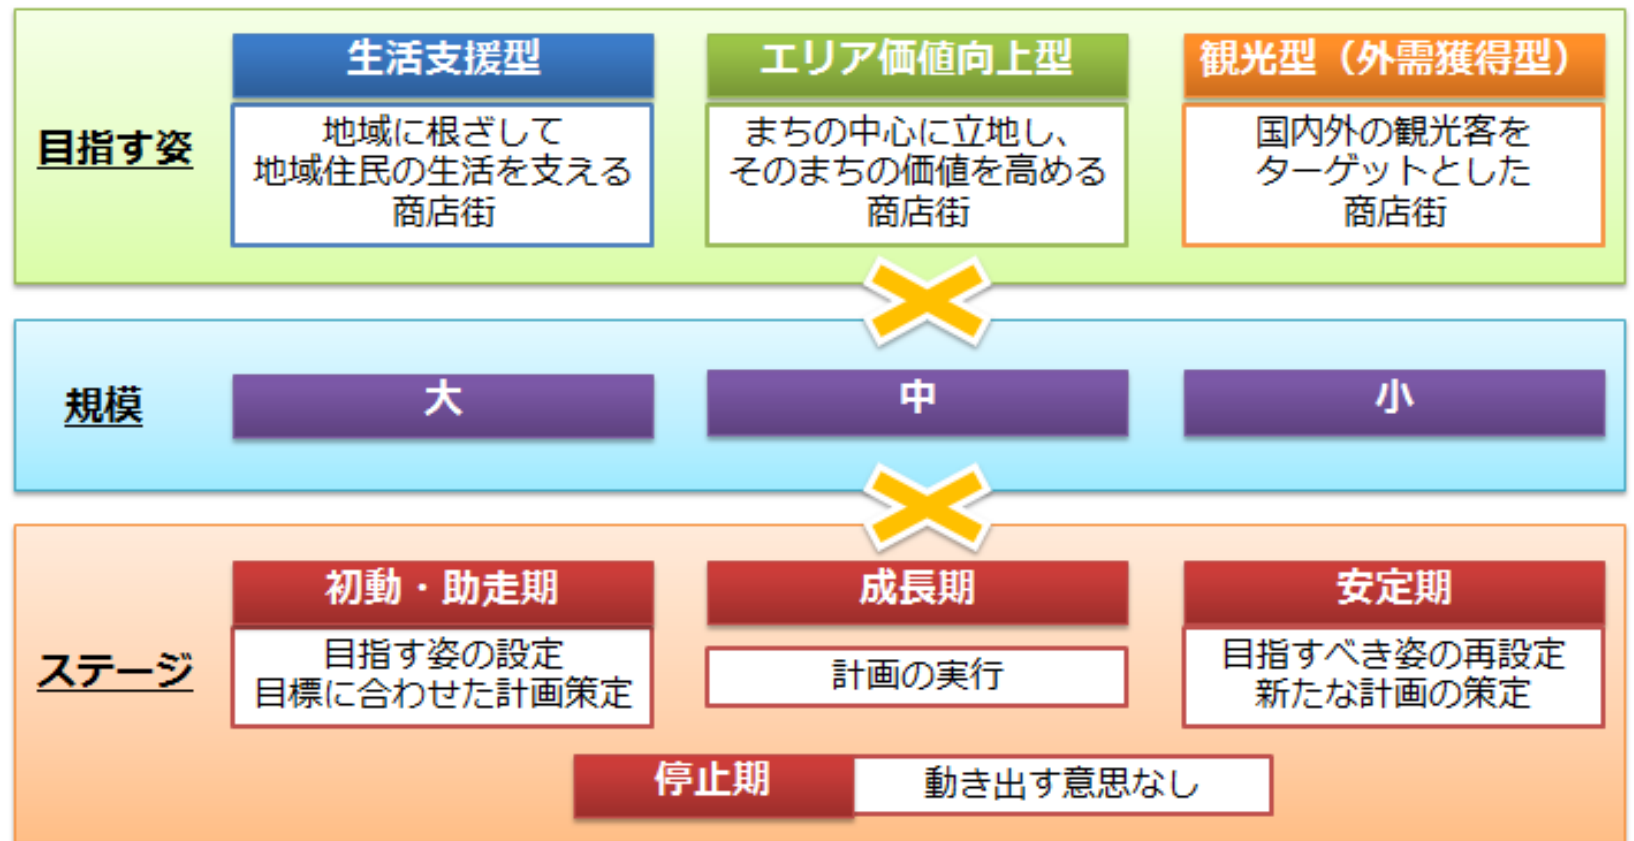 目指す姿
生活支援型
地域に根ざして
地域住民の生活を支える
商店街
エリア価値向上型
まちの中心に立地し、
そのまちの価値を高める
商店街
観光型（外需獲得型）
国内外の観光客を
ターゲットとした
商店街
規模
大
中
小
ステージ
初動・助走期
目指す姿の設定
目標に合わせた計画策定
成長期
計画の実行
安定期
目指すべき姿の再設定
新たな計画の策定
停止期
動き出す意思なし